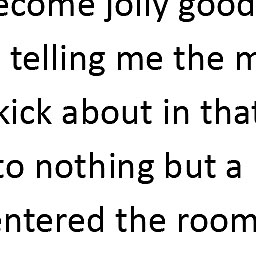 ecome jolly good
telling me the m
kick about in that
to nothing but a
entered the room